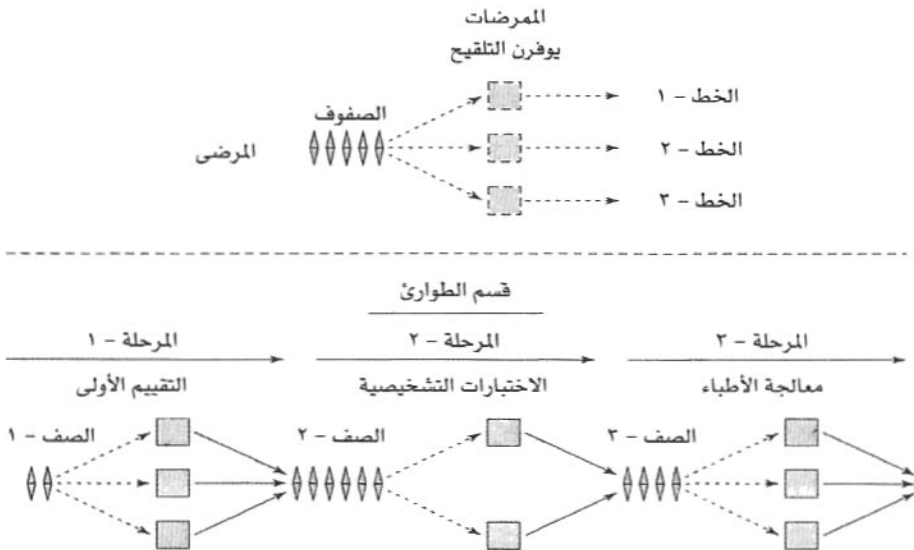 الممرضات
يوفرن التلقيح
الصفوف
المرضى
الخط - ١
الخط - ٢
الخط - ٣
قسم الطوارئ
المرحلة - ١
المرحلة - ٢
المرحلة - ٣
التقييم الأولى
الاختبارات التشخيصية
معالجة الأطباء
الصف - ١
الصف - ٢
الصف - ٣